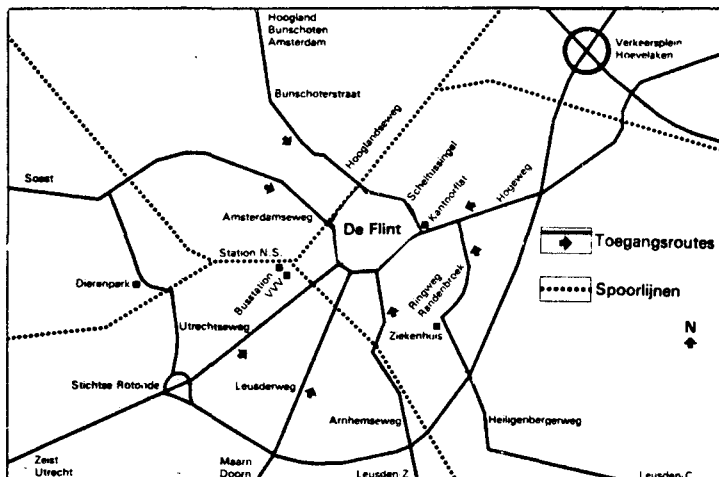 Hoogland
Bunschoten
Amsterdam
Verkeersplein
Hoevelaken
Bunschoterstraat
Hooglandseweg
Soest
Scheltussingel
Kantoorflat
Hogeweg
Amsterdamseweg
De Flint
Toegangsroutes
Station N.S.
Busstation
VVV
Dierenpark
Ringweg
Randenbroek
Spoorlijnen
Utrechtseweg
Ziekenhuis
N
Stichtse Rotonde
Leusderweg
Arnhemseweg
Heiligenbergerweg
Zeist
Utrecht
Maarn
Doorn
Leusden-Z
Leusden-C